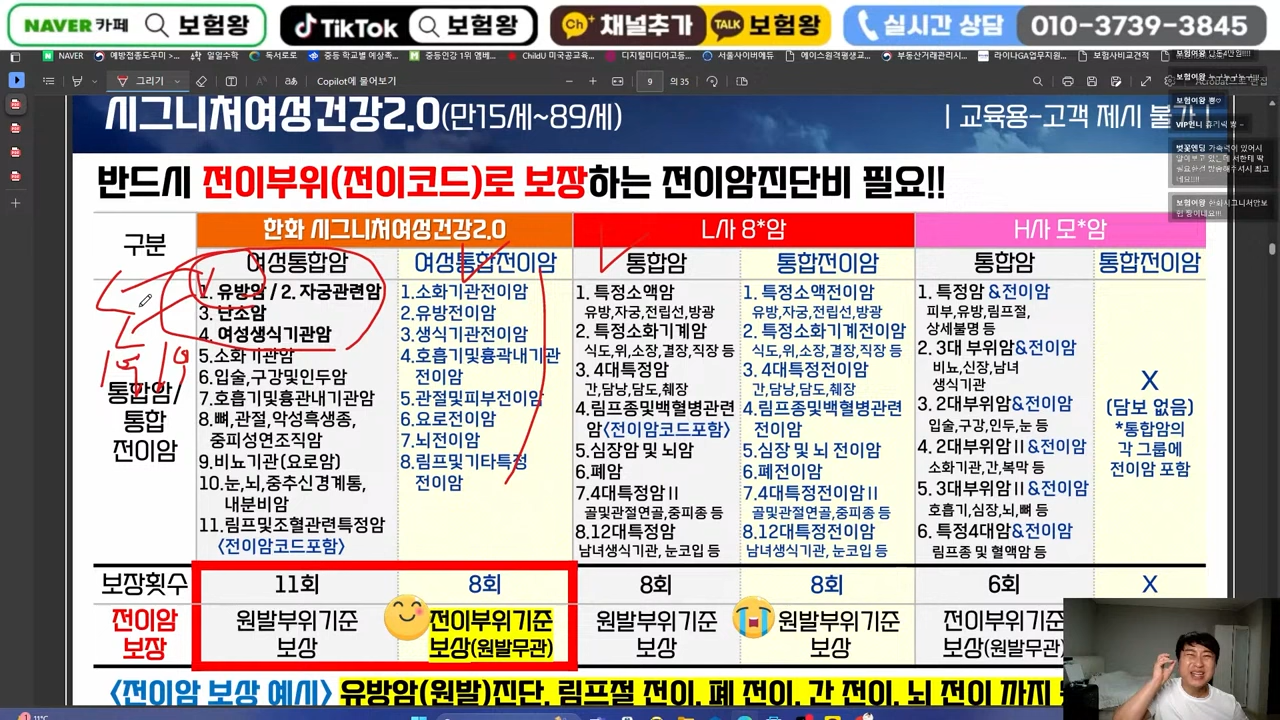 NAVER 카페 보험왕
TikTok 보험왕
Ch+ 채널추가 TALK 보험왕
실시간 상담 010-3739-3845
NAVER
그리기
Copilot에 물어보기
9 의 35
시그니처여성건강2.0(만15세~89세)
| 교육용-고객 제시 불가 |
반드시 전이부위(전이코드)로 보장하는 전이암진단비 필요!!
구분
한화 시그니처여성건강2.0
L사 8*암
H사 모*암
여성통합암
여성통합전이암
통합암
통합전이암
통합암
통합전이암
통합암/
통합
전이암
1. 유방암 / 2. 자궁관련암
3. 난소암
4. 여성생식기관암
5.소화기관암
6.입술,구강및인두암
7.호흡기및흉관내기관암
8.뼈,관절,악성흑생종,
중피성연조직암
9.비뇨기관(요로암)
10.눈,뇌,중추신경계통,
내분비암
11.림프및조혈관련특정암
<전이암코드포함>
1.소화기관전이암
2.유방전이암
3.생식기관전이암
4.호흡기및흉곽내기관
전이암
5.관절및피부전이암
6.요로전이암
7.뇌전이암
8.림프및기타특정
전이암
1. 특정소액암
유방,자궁,전립선,방광
2. 특정소화기계암
식도,위,소장,결장,직장 등
3. 4대특정암
간,담낭,담도,췌장
4.림프종및백혈병관련
암<전이암코드포함>
5.심장암 및 뇌암
6.폐암
7.4대특정암Ⅱ
골및관절연골,중피종 등
8.12대특정암
남녀생식기관, 눈코입 등
1. 특정소액전이암
유방,자궁,전립선,방광
2. 특정소화기계전이암
식도,위,소장,결장,직장 등
3. 4대특정전이암
간,담낭,담도,췌장
4.림프종및백혈병관련
전이암
5.심장 및 뇌 전이암
6.폐전이암
7.4대특정전이암Ⅱ
골및관절연골,중피종 등
8.12대특정전이암
남녀생식기관, 눈코입 등
1. 특정암 &전이암
피부,유방,림프절,
상세불명 등
2. 3대 부위암&전이암
비뇨,신장,남녀
생식기관
3. 2대부위암&전이암
입술,구강,인두,눈 등
4. 2대부위암Ⅱ&전이암
소화기관,간,복막 등
5. 3대부위암Ⅱ&전이암
호흡기,심장,뇌,뼈 등
6. 특정4대암&전이암
림프종 및 혈액암 등
X
(담보 없음)
*통합암의
각 그룹에
전이암 포함
보장횟수
11회
8회
8회
8회
6회
X
전이암
보장
원발부위기준
보상
전이부위기준
보상(원발무관)
원발부위기준
보상
원발부위기준
보상
전이부위기준
보상(원발무관)
<전이암 보상 예시> 유방암(원발)진단, 림프절 전이, 폐 전이, 간 전이, 뇌 전이 까지
11°C